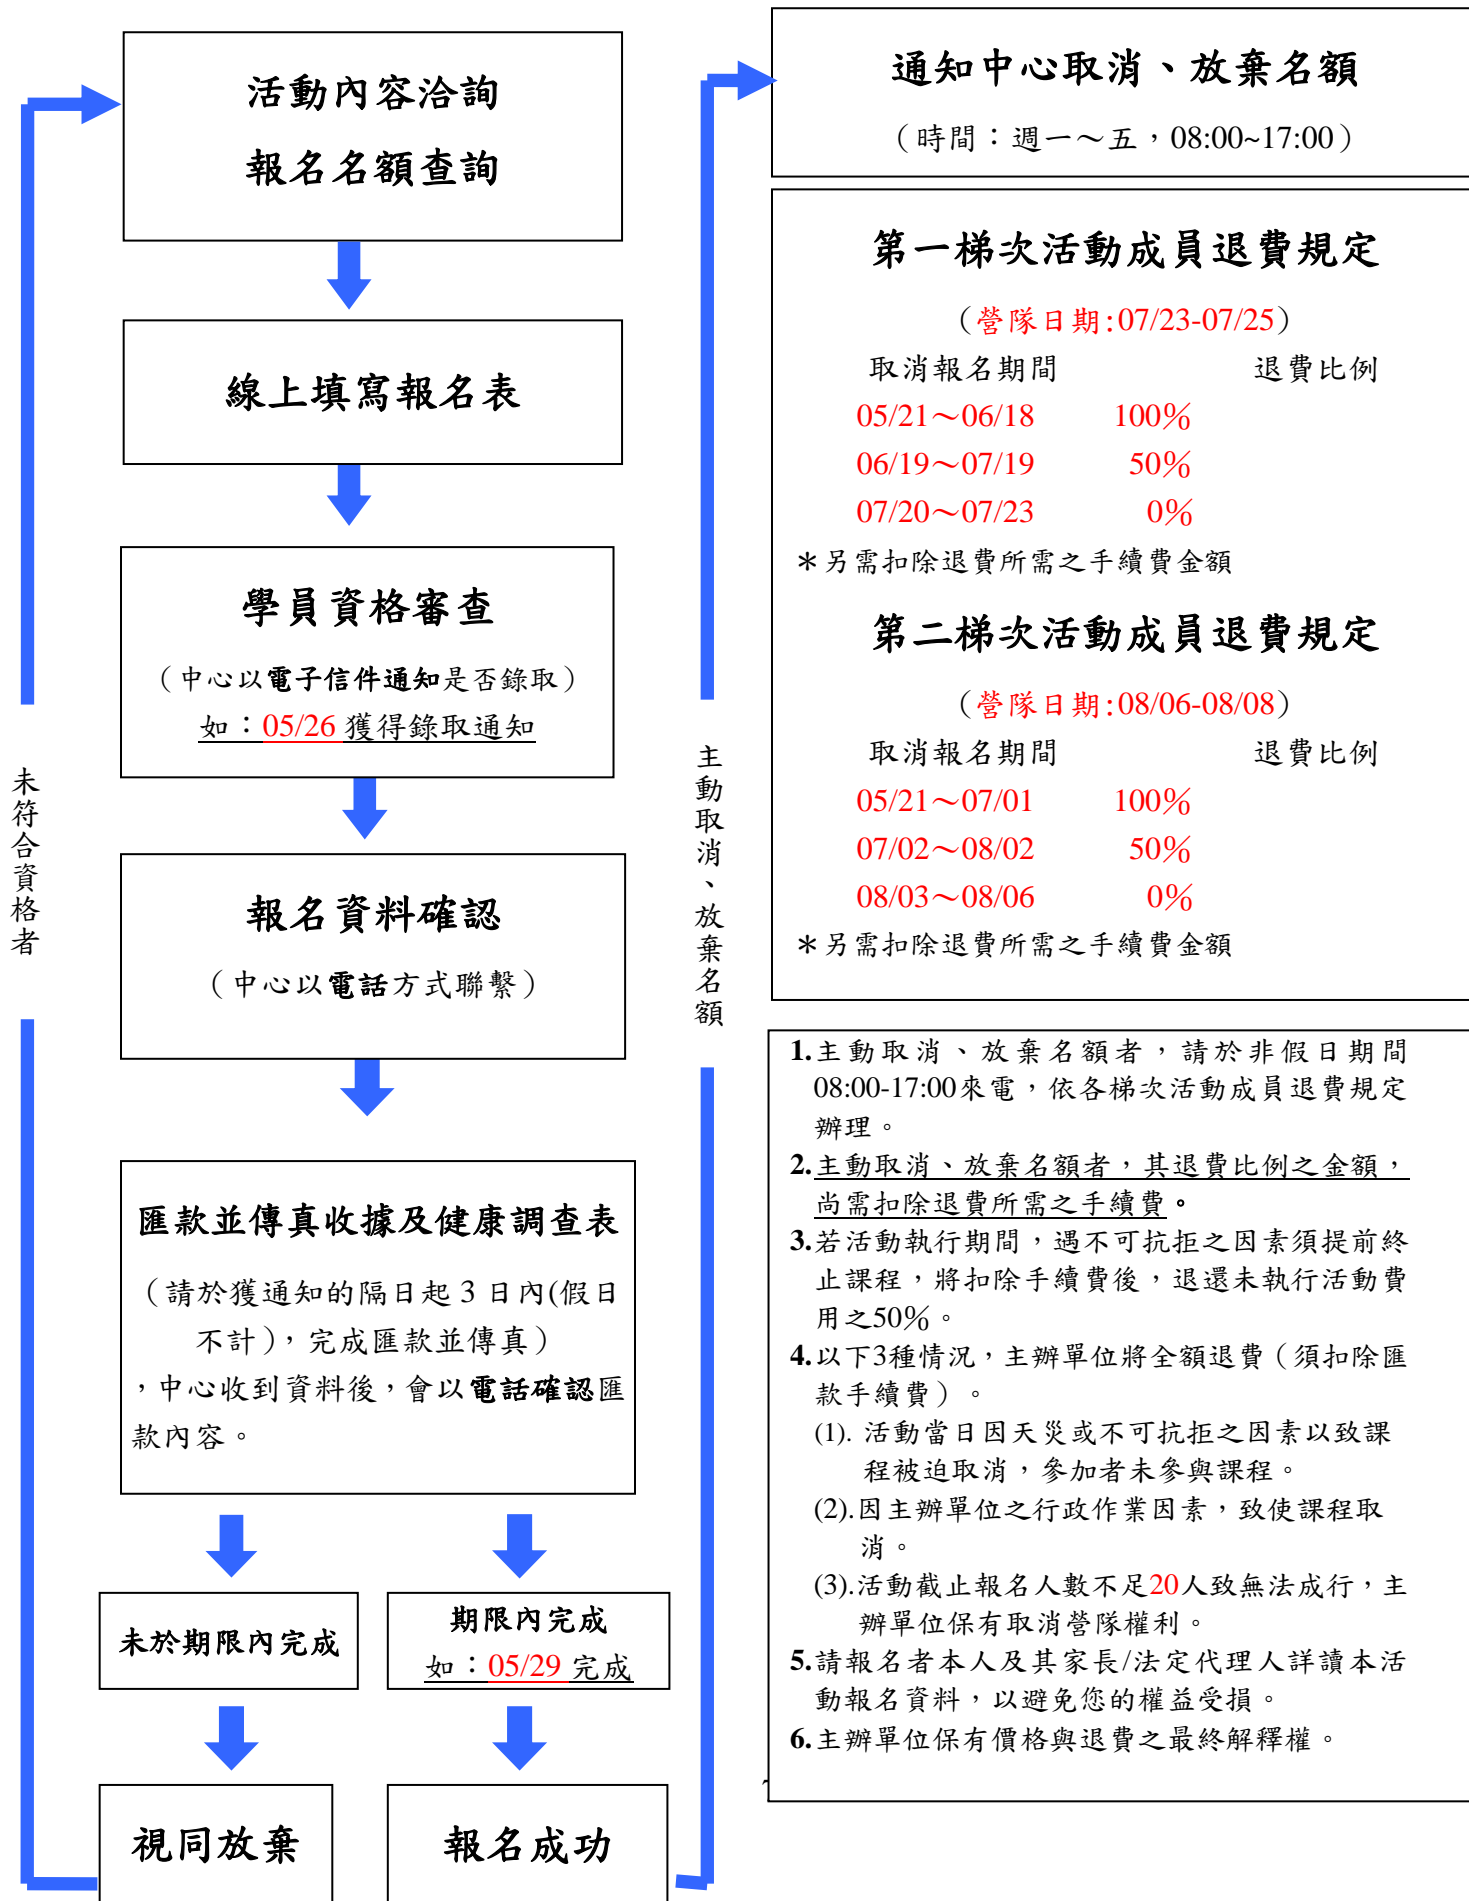 活動內容洽詢
報名名額查詢
線上填寫報名表
學員資格審查
（中心以電子信件通知是否錄取）
如：05/26 獲得錄取通知
報名資料確認
（中心以電話方式聯繫）
匯款並傳真收據及健康調查表
（請於獲通知的隔日起 3 日內(假日
不計），完成匯款並傳真）
，中心收到資料後，會以電話確認匯
款內容。
未於期限內完成
期限內完成
如：05/29 完成
視同放棄
報名成功
未符合資格者
主動取消、放棄名額
通知中心取消、放棄名額
（時間：週一～五，08:00~17:00）
第一梯次活動成員退費規定
（營隊日期:07/23-07/25）
取消報名期間 退費比例
05/21～06/18 100％
06/19～07/19 50％
07/20～07/23 0％
＊另需扣除退費所需之手續費金額
第二梯次活動成員退費規定
（營隊日期:08/06-08/08）
取消報名期間 退費比例
05/21～07/01 100％
07/02～08/02 50％
08/03～08/06 0％
＊另需扣除退費所需之手續費金額
1.主動取消、放棄名額者，請於非假日期間
08:00-17:00來電，依各梯次活動成員退費規定
辦理。
2.主動取消、放棄名額者，其退費比例之金額，
尚需扣除退費所需之手續費。
3.若活動執行期間，遇不可抗拒之因素須提前終
止課程，將扣除手續費後，退還未執行活動費
用之50％。
4.以下3種情況，主辦單位將全額退費（須扣除匯
款手續費）。
(1). 活動當日因天災或不可抗拒之因素以致課
程被迫取消，參加者未參與課程。
(2).因主辦單位之行政作業因素，致使課程取
消。
(3).活動截止報名人數不足20人致無法成行，主
辦單位保有取消營隊權利。
5.請報名者本人及其家長/法定代理人詳讀本活
動報名資料，以避免您的權益受損。
6.主辦單位保有價格與退費之最終解釋權。